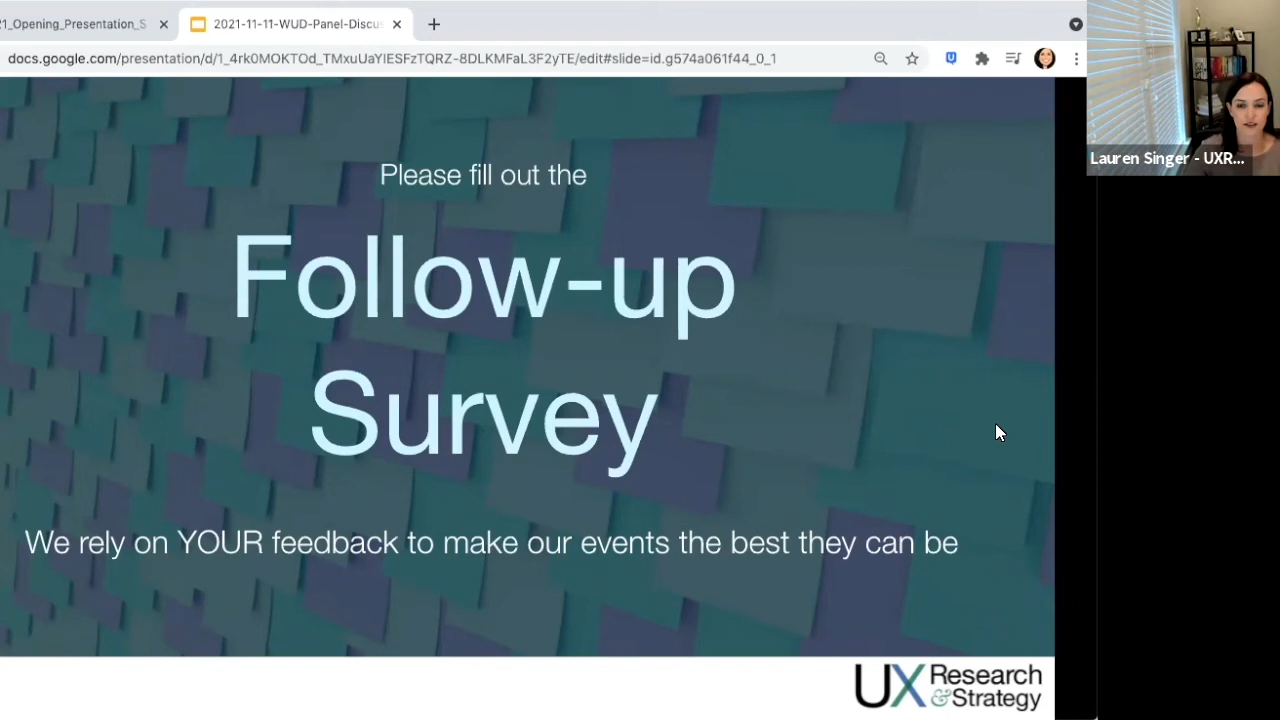 21_Opening_Presentation_S
2021-11-11-WUD-Panel-Discus
docs.google.com/presentation/d/1_4rk0MOKTOd_TMxuUaYlESFzTQRZ-8DLKMFaL3F2yTE/edit#slide=id.g574a061f44_0_1
Lauren Singer - UXR...
Please fill out the
Follow-up
Survey
We rely on YOUR feedback to make our events the best they can be
UX Research
&Strategy